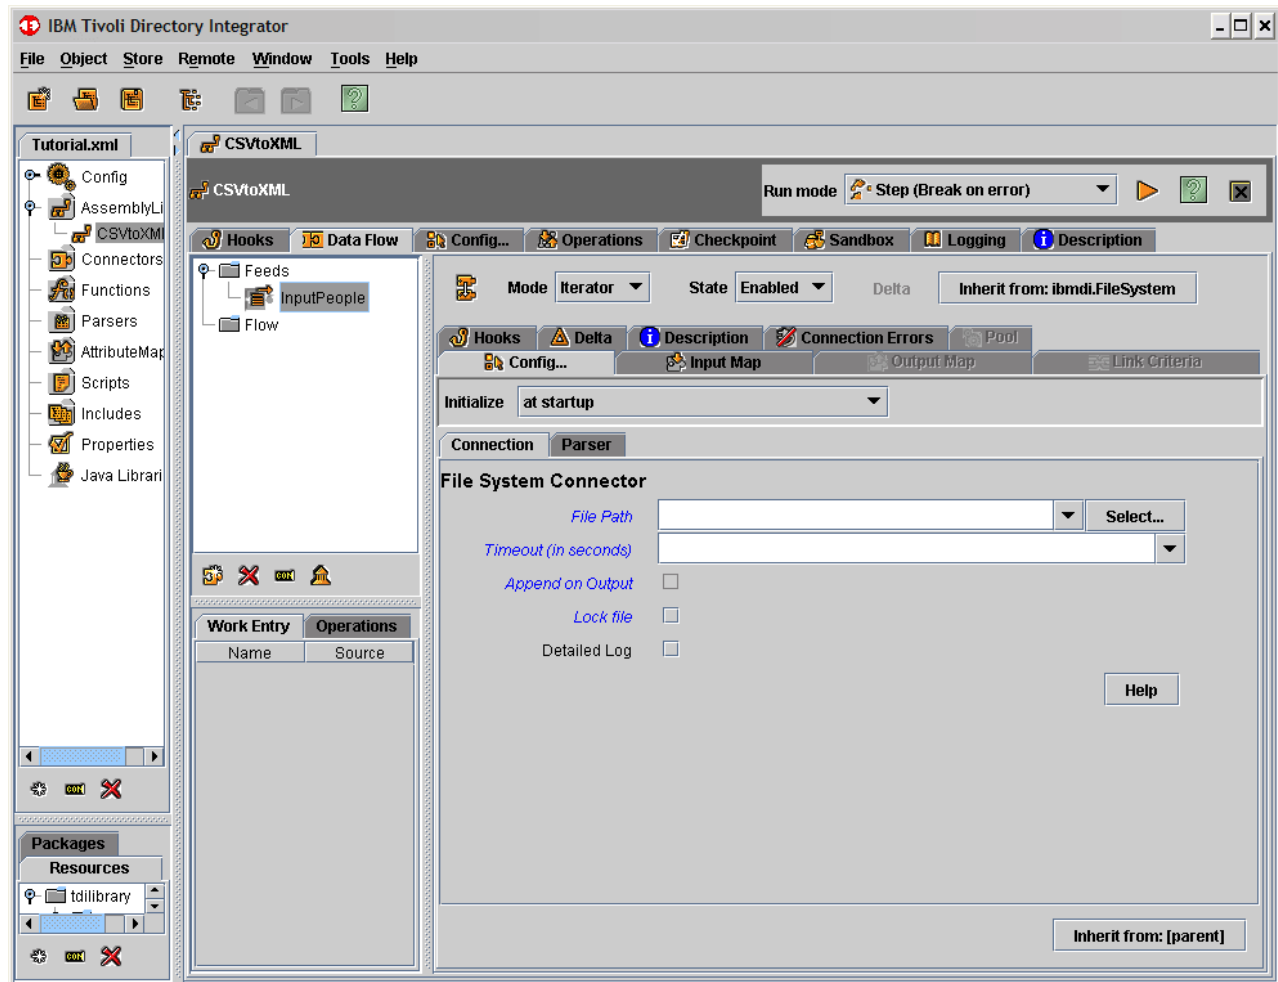 IBM Tivoli Directory Integrator
File Object Store Remote Window Tools Help
Tutorial.xml
Config
AssemblyLi
CSVtoXMl
Connectors
Functions
Parsers
AttributeMap
Scripts
Includes
Properties
Java Librari
Packages
Resources
tdilibrary
CSVtoXML
CSVtoXML
Run mode Step (Break on error)
Hooks Data Flow Config... Operations Checkpoint Sandbox Logging Description
Feeds
InputPeople
Flow
Work Entry Operations
Name Source
Mode Iterator State Enabled Delta Inherit from: ibmdi.FileSystem
Hooks Delta Description Connection Errors Pool
Config... Input Map Output Map Link Criteria
Initialize at startup
Connection Parser
File System Connector
File Path Select...
Timeout (in seconds)
Append on Output
Lock file
Detailed Log
Help
Inherit from: [parent]